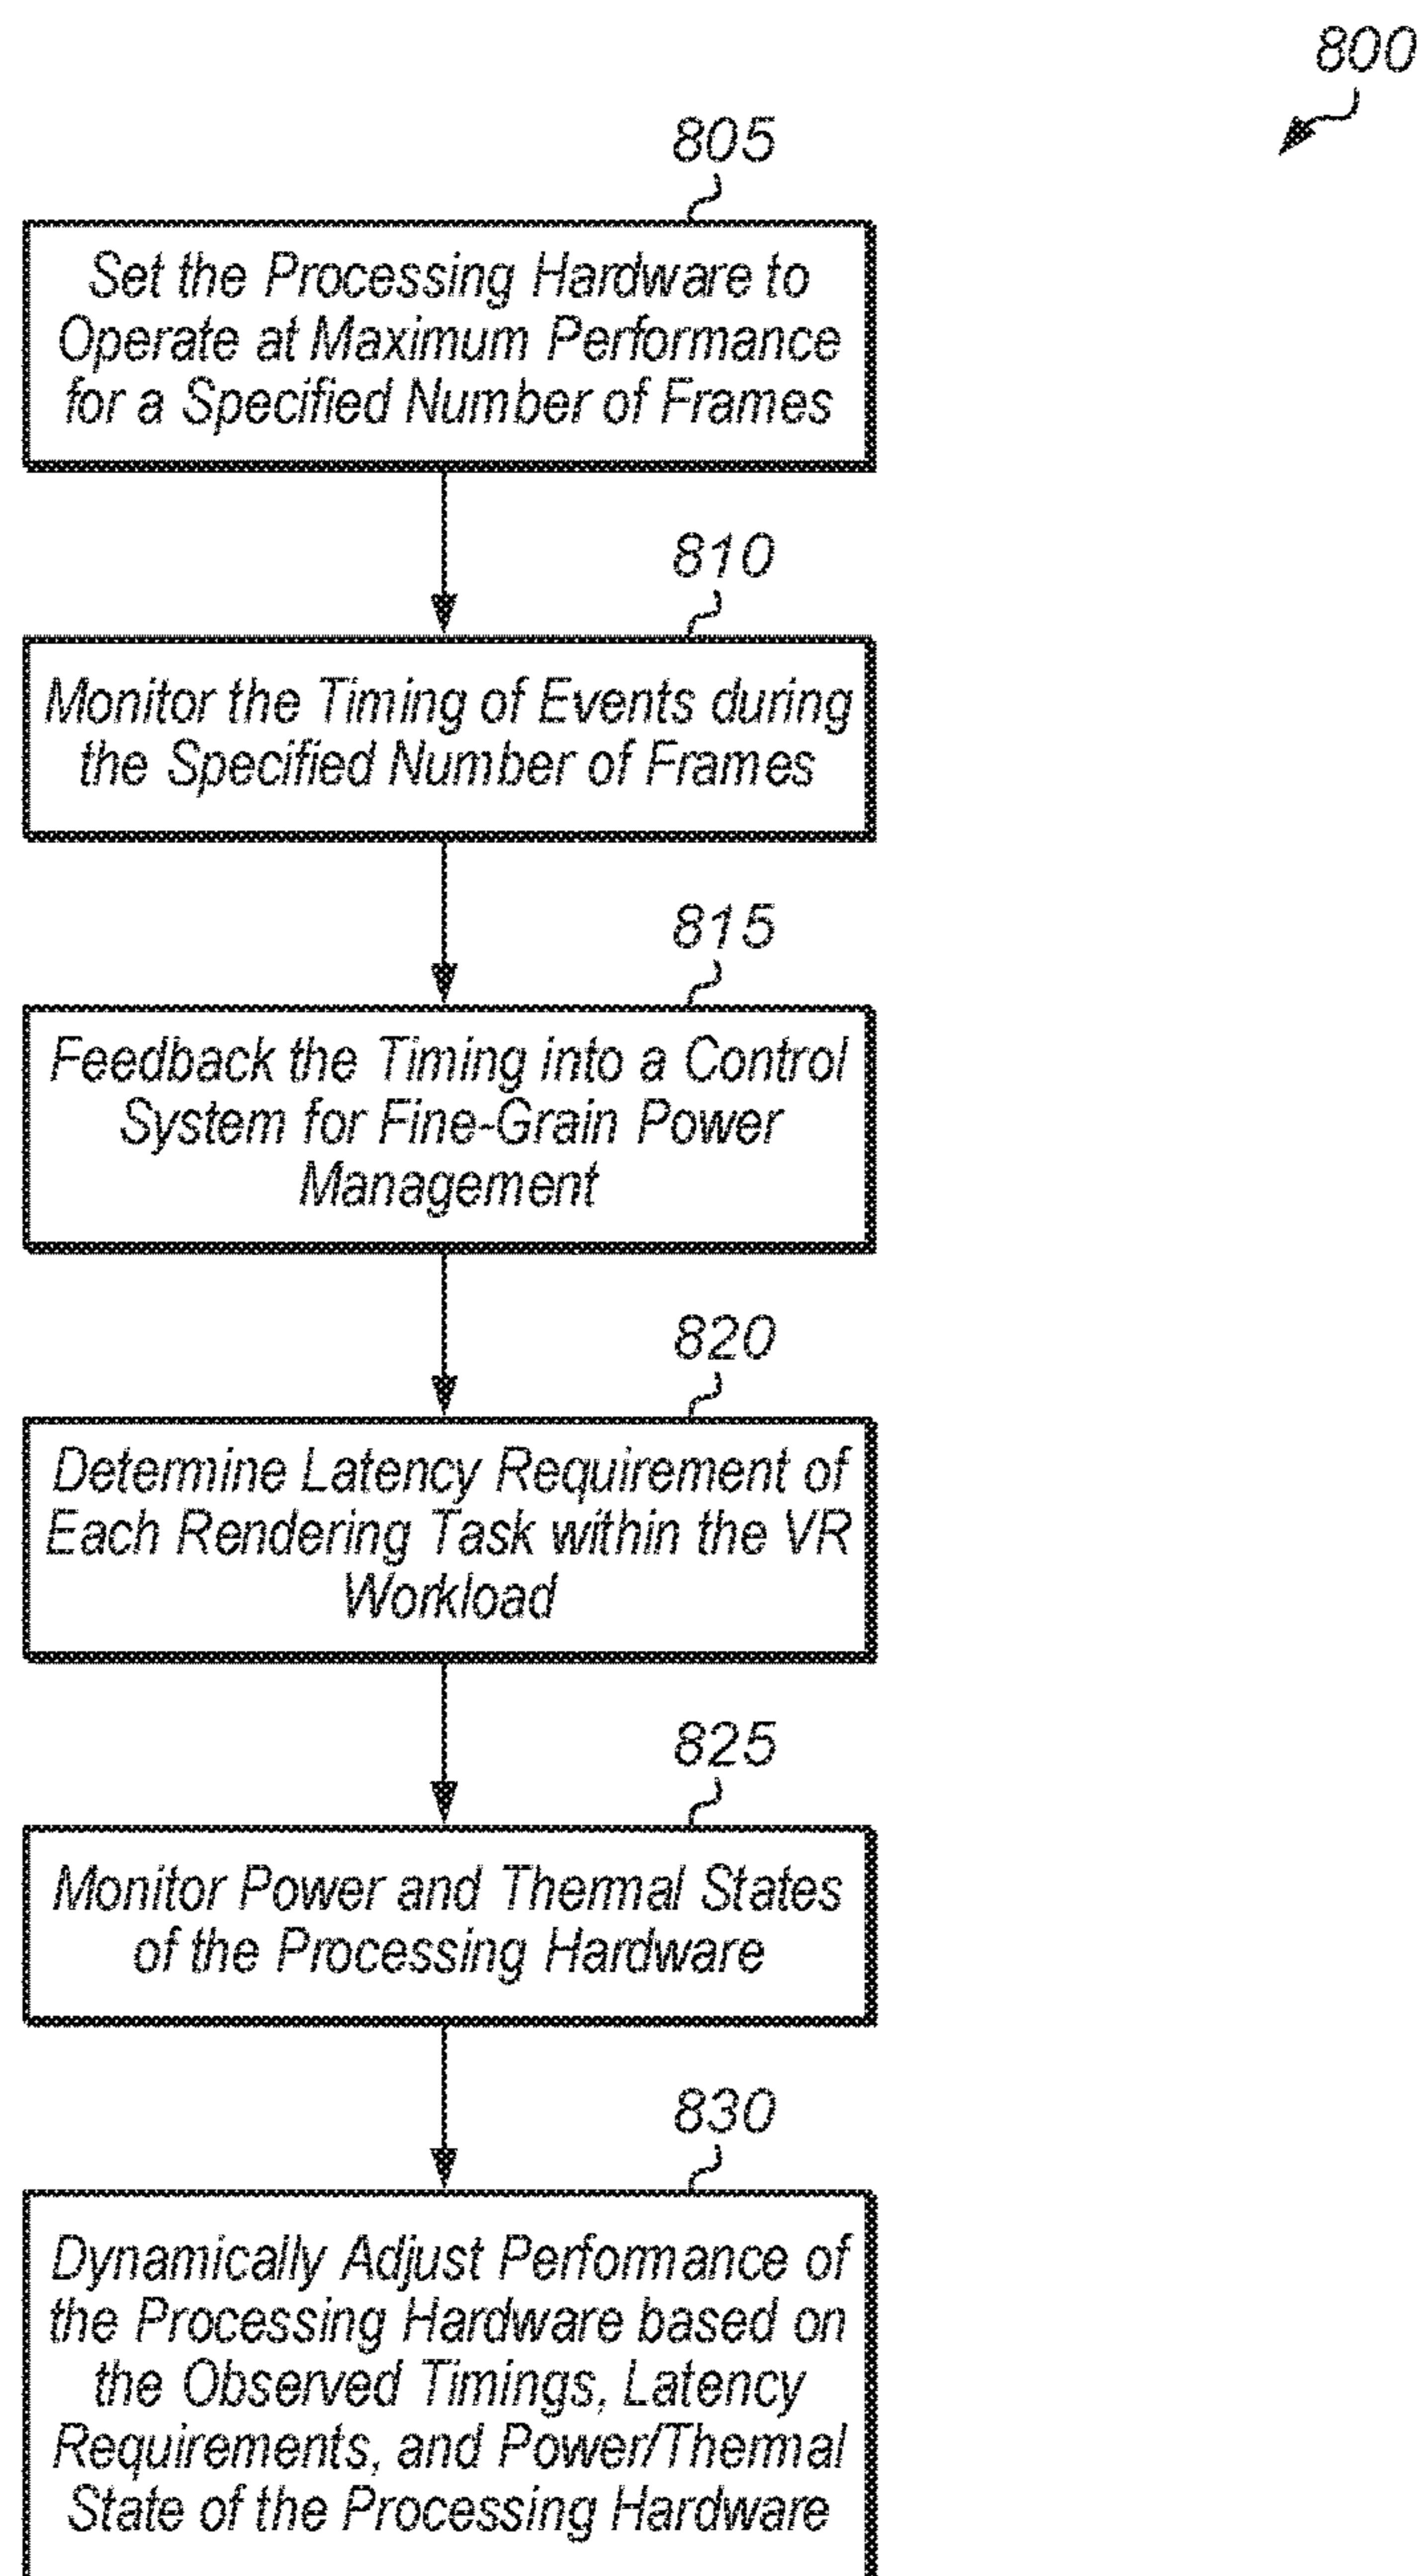 800
805
Set the Processing Hardware to
Operate at Maximum Performance
for a Specified Number of Frames
810
Monitor the Timing of Events during
the Specified Number of Frames
815
Feedback the Timing into a Control
System for Fine-Grain Power
Management
820
Determine Latency Requirement of
Each Rendering Task within the VR
Workload
825
Monitor Power and Thermal States
of the Processing Hardware
830
Dynamically Adjust Performance of
the Processing Hardware based on
the Observed Timings, Latency
Requirements, and Power/Thermal
State of the Processing Hardware